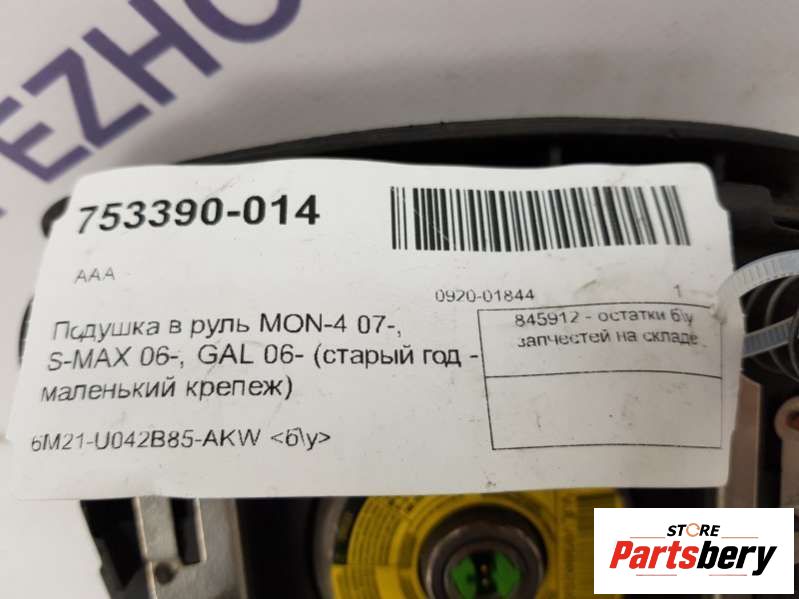 EZHO
753390-014
AAA
0920-01844 1
Подушка в руль MON-4 07-,
S-MAX 06-, GAL 06- (старый год -
маленький крепеж)
845912 - остатки б\у
запчестей на складе
6M21-U042B85-AKW <б\у>
STORE
Partsbery